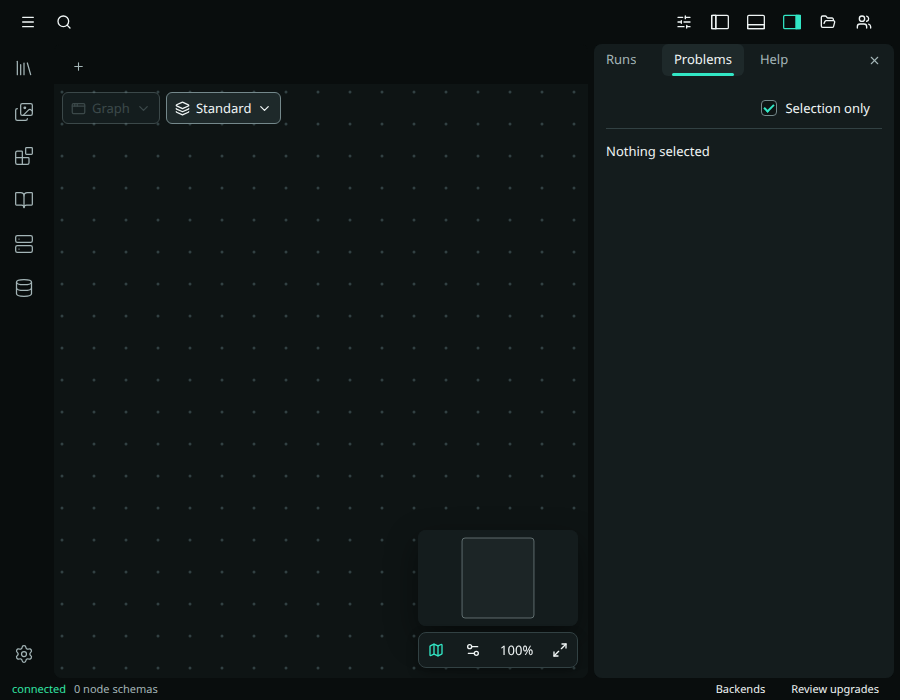 Runs Problems Help
Graph Standard
Selection only
Nothing selected
100%
connected 0 node schemas Backends Review upgrades